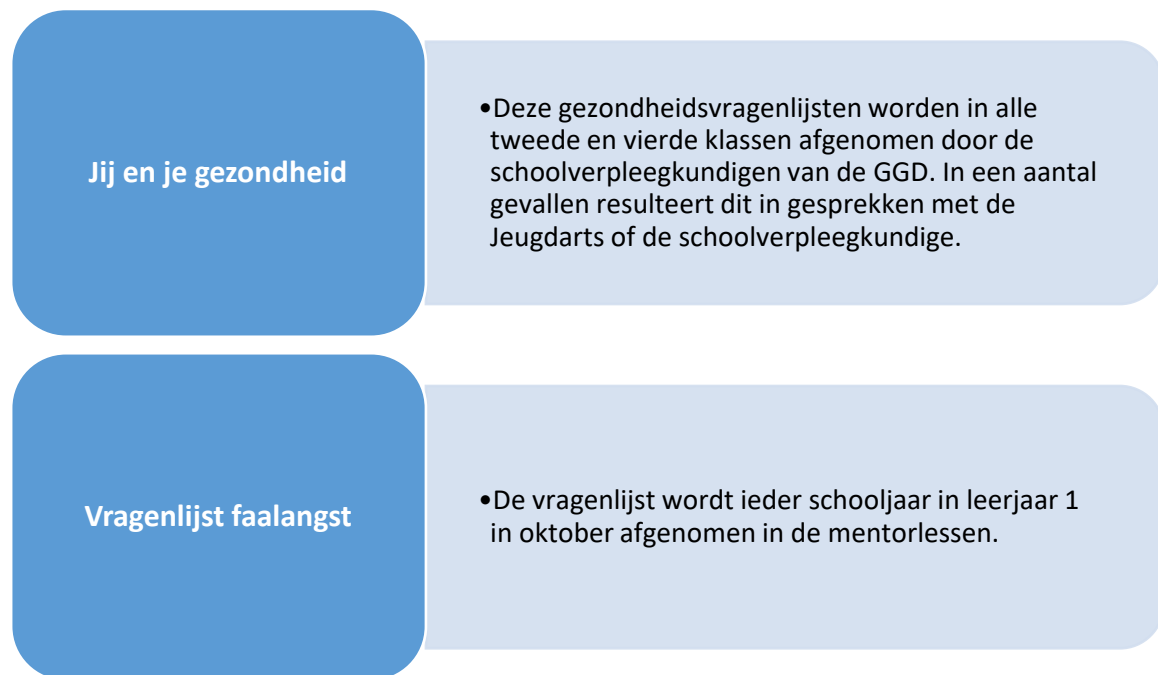 Jij en je gezondheid
•Deze gezondheidsvragenlijsten worden in alle
tweede en vierde klassen afgenomen door de
schoolverpleegkundigen van de GGD. In een aantal
gevallen resulteert dit in gesprekken met de
Jeugdarts of de schoolverpleegkundige.
Vragenlijst faalangst
•De vragenlijst wordt ieder schooljaar in leerjaar 1
in oktober afgenomen in de mentorlessen.